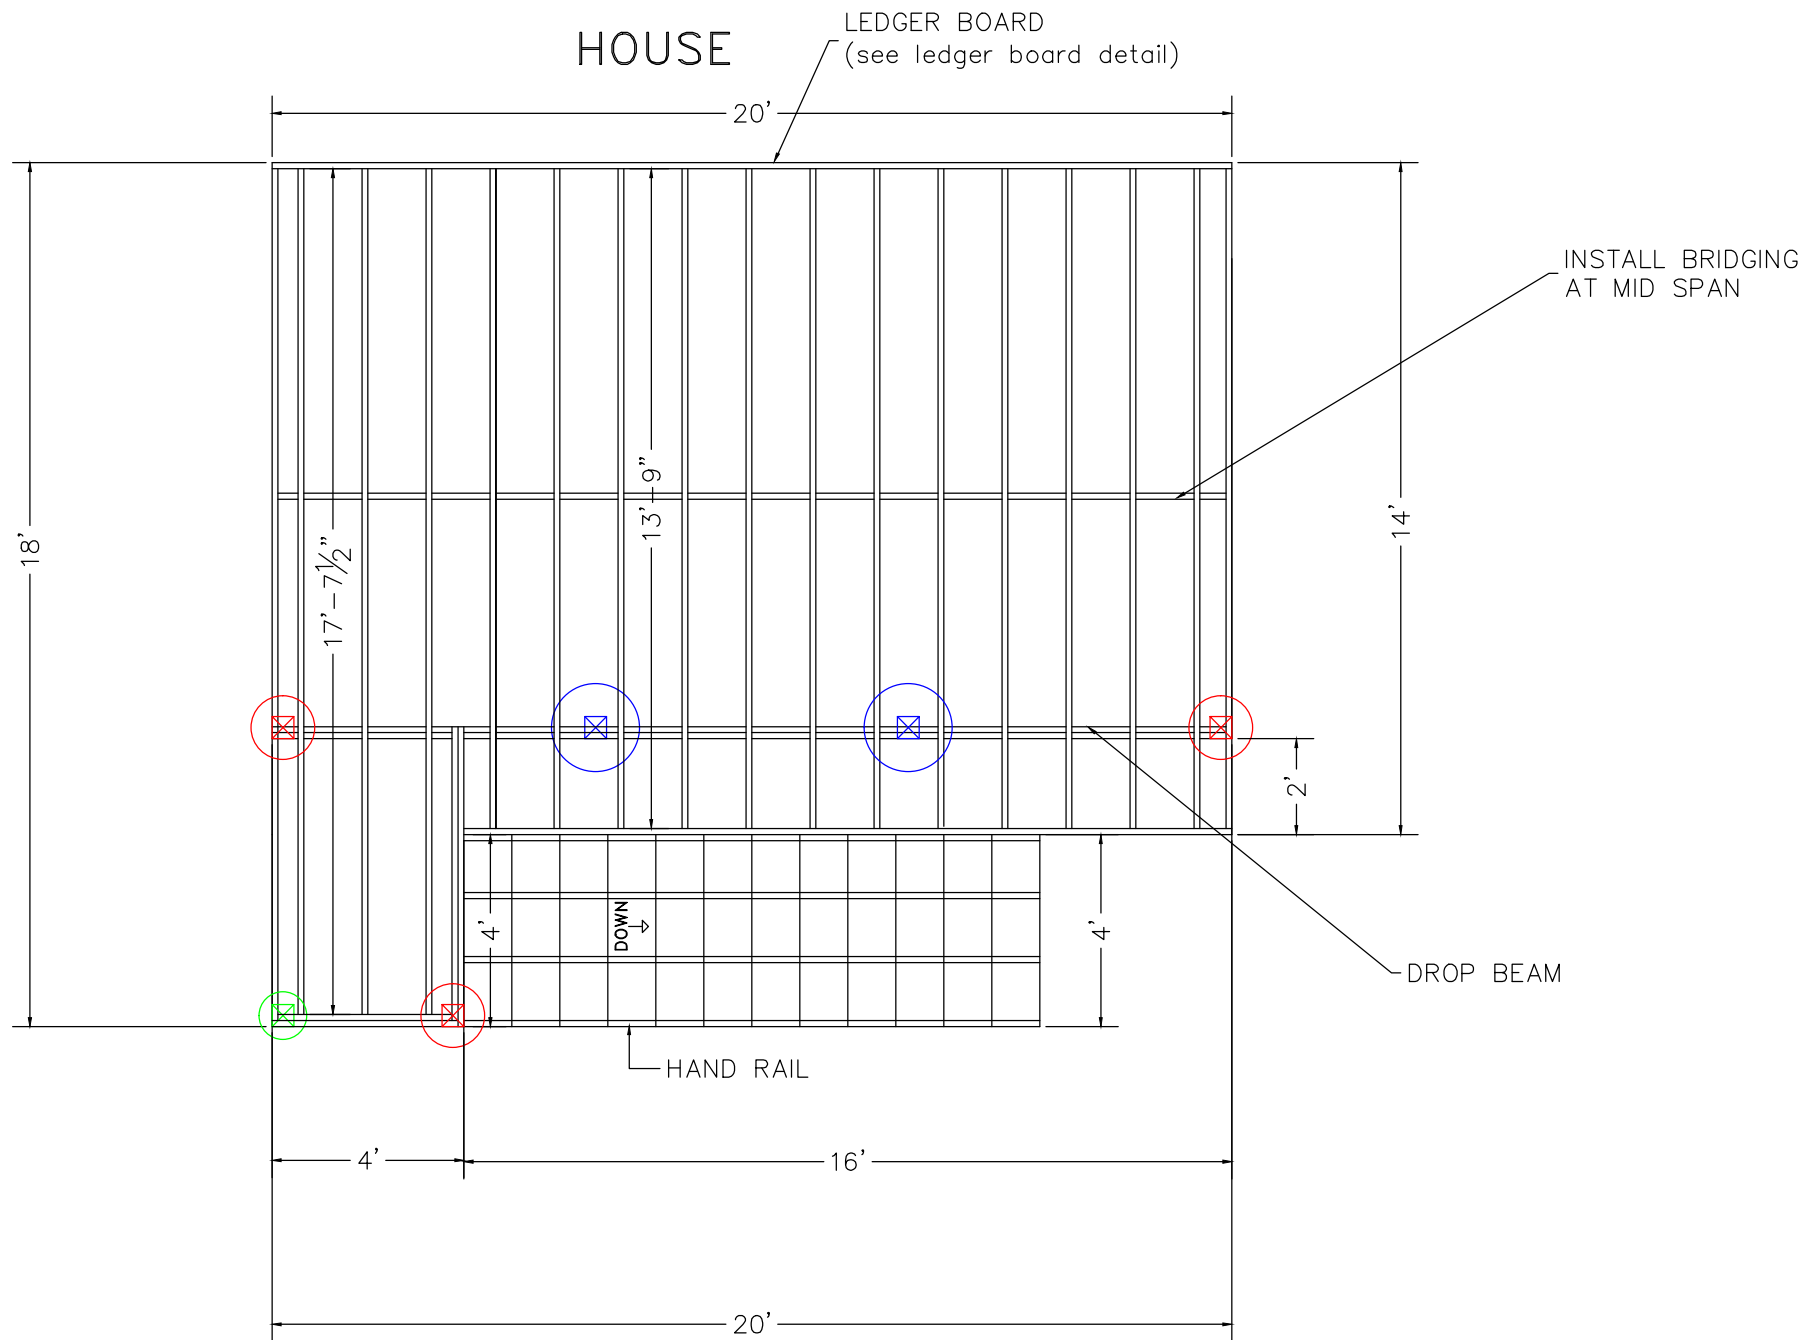 LEDGER BOARD
(see ledger board detail)
HOUSE
20'
INSTALL BRIDGING
AT MID SPAN
13'-9"
14'
18'
17'-7½"
2'
DOWN
4'
4'
DROP BEAM
HAND RAIL
4'
16'
20'